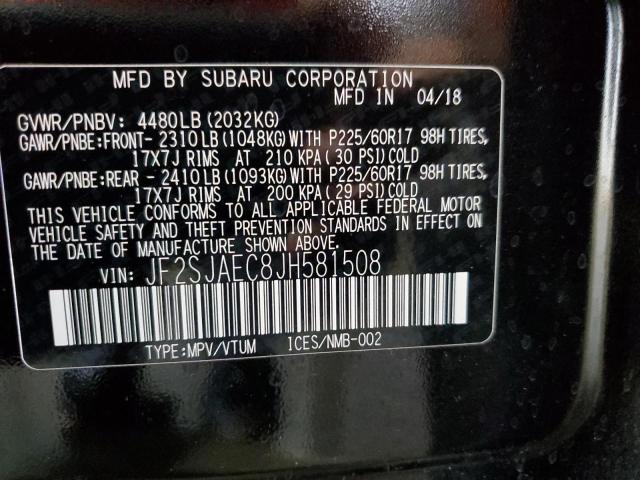 MFD BY SUBARU CORPORATION
MFD IN 04/18
GVWR/PNBV: 4480LB(2032KG)
GAWR/PNBE:FRONT- 2310LB(1048KG)WITH P225/60R17 98H TIRES,
17X7J RIMS AT 210 KPA(30 PSI)COLD
GAWR/PNBE:REAR - 2410LB(1093KG)WITH P225/60R17 98H TIRES,
17X7J RIMS AT 200 KPA(29 PSI)COLD
THIS VEHICLE CONFORMS TO ALL APPLICABLE FEDERAL MOTOR
VEHICLE SAFETY AND THEFT PREVENTION STANDARDS IN EFFECT ON
THE DATE OF MANUFACTURE SHOWN ABOVE.
VIN: JF2SJAEC8JH581508
TYPE:MPV/VTUM ICES/NMB-002